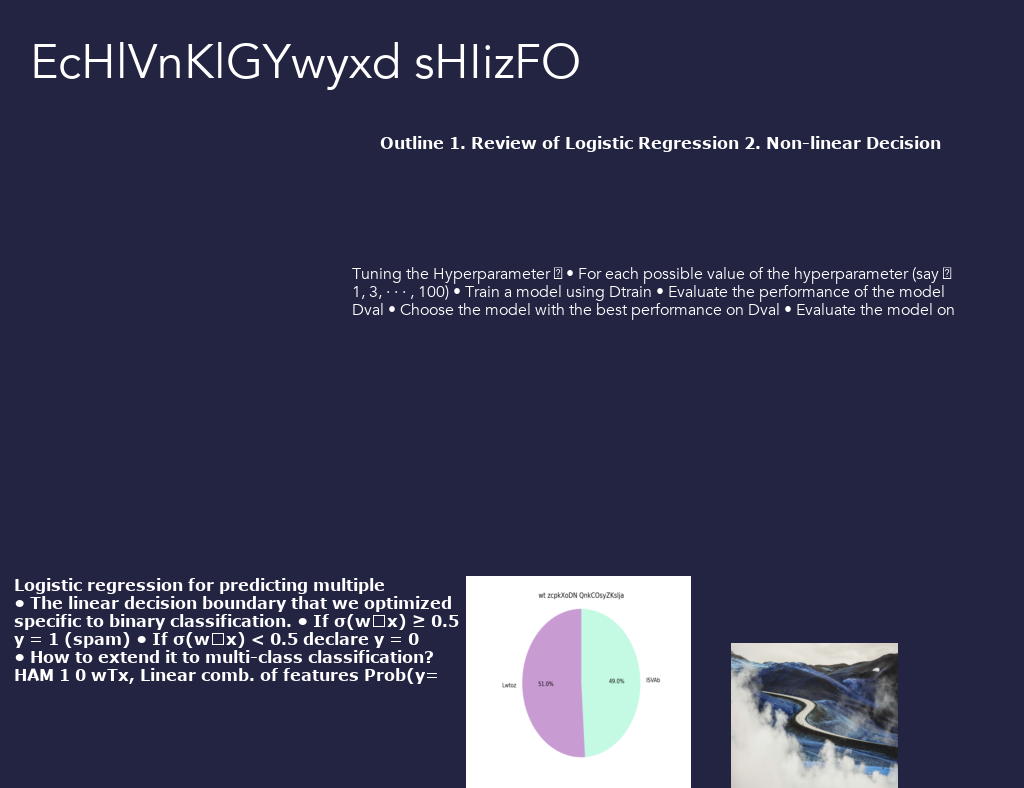 EcHlVnKlGYwyxd sHIizFO
Outline 1. Review of Logistic Regression 2. Non-linear Decision
Tuning the Hyperparameter • For each possible value of the hyperparameter (say
1, 3, · · · , 100) • Train a model using Dtrain • Evaluate the performance of the model
Dval • Choose the model with the best performance on Dval • Evaluate the model on
Logistic regression for predicting multiple
• The linear decision boundary that we optimized
specific to binary classification. • If σ(w□x) ≥ 0.5
y = 1 (spam) • If σ(w□x) < 0.5 declare y = 0
• How to extend it to multi-class classification?
HAM 1 0 wTx, Linear comb. of features Prob(y=
wt zcpkXoDN QnkCOsyZKsIja
Lwtoz
51.0%
49.0%
ISVAb